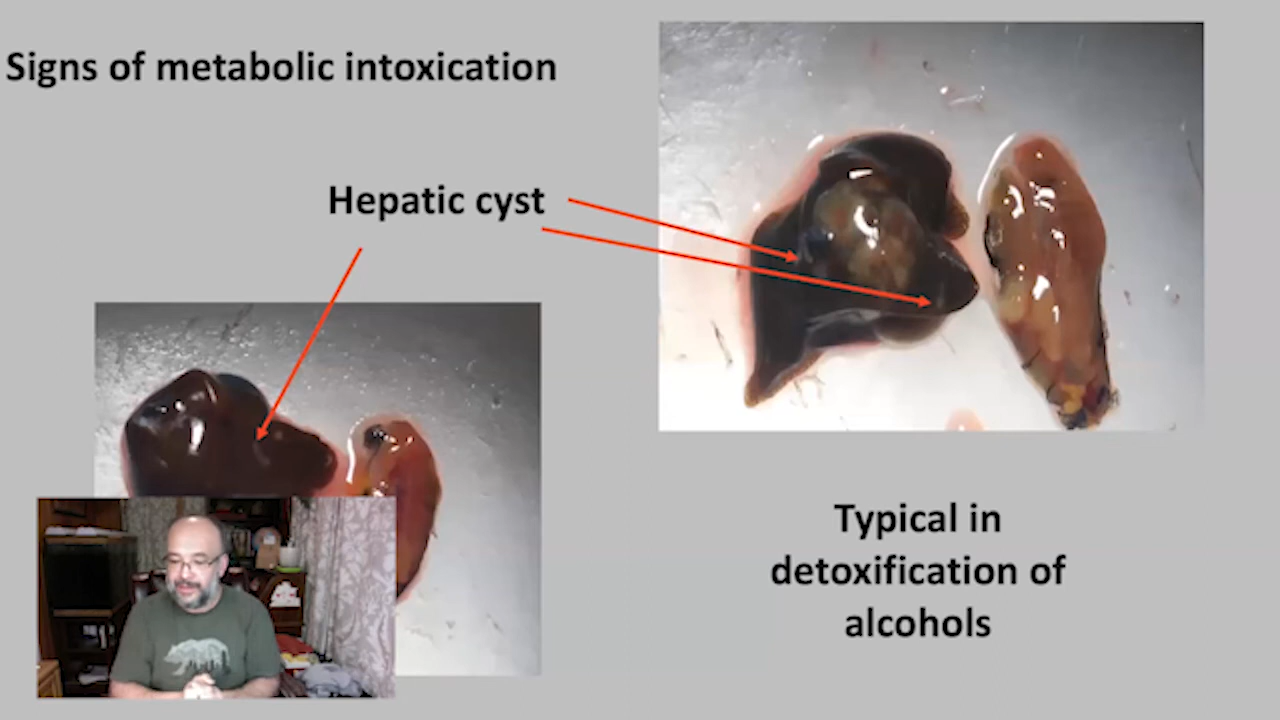 Signs of metabolic intoxication
Hepatic cyst
Typical in
detoxification of
alcohols